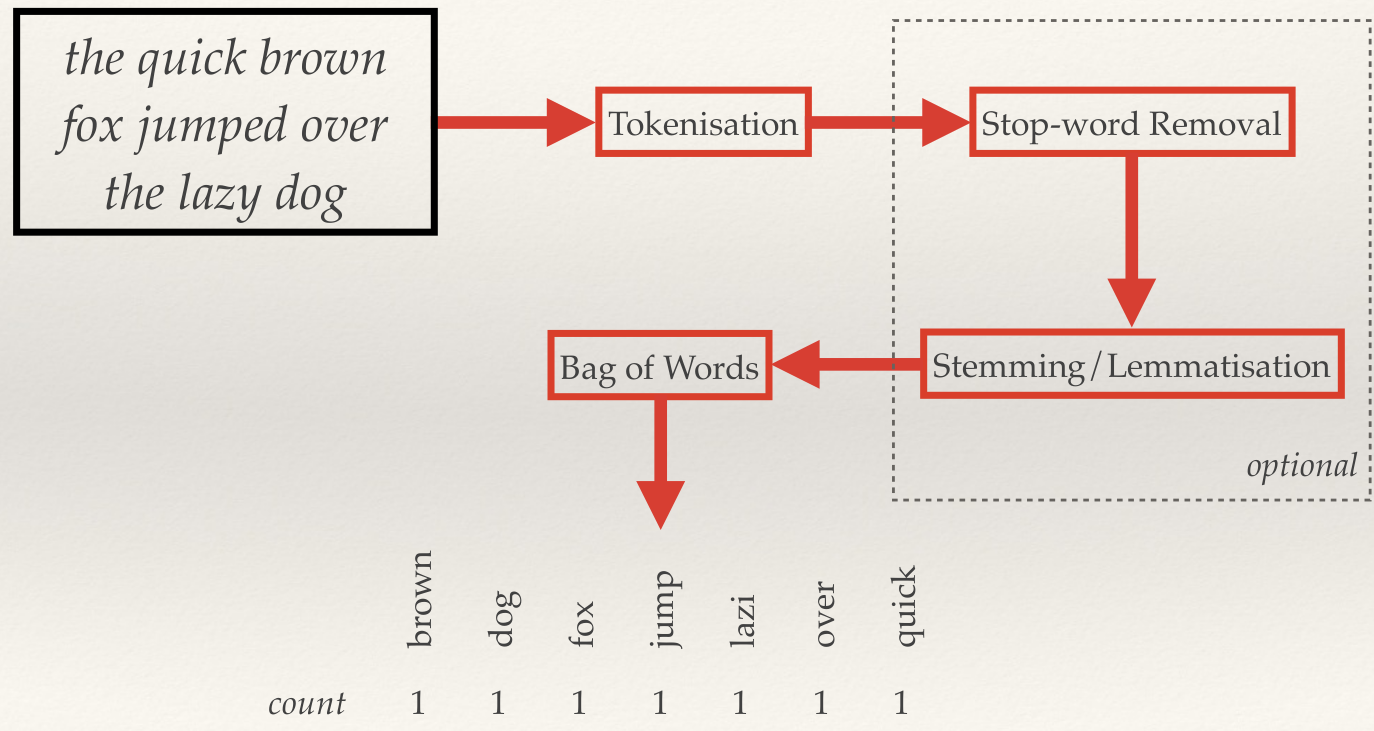 the quick brown
fox jumped over
the lazy dog
Tokenisation
Stop-word Removal
Bag of Words
Stemming/Lemmatisation
optional
brown
dog
fox
jump
lazi
over
quick
count 1 1 1 1 1 1 1